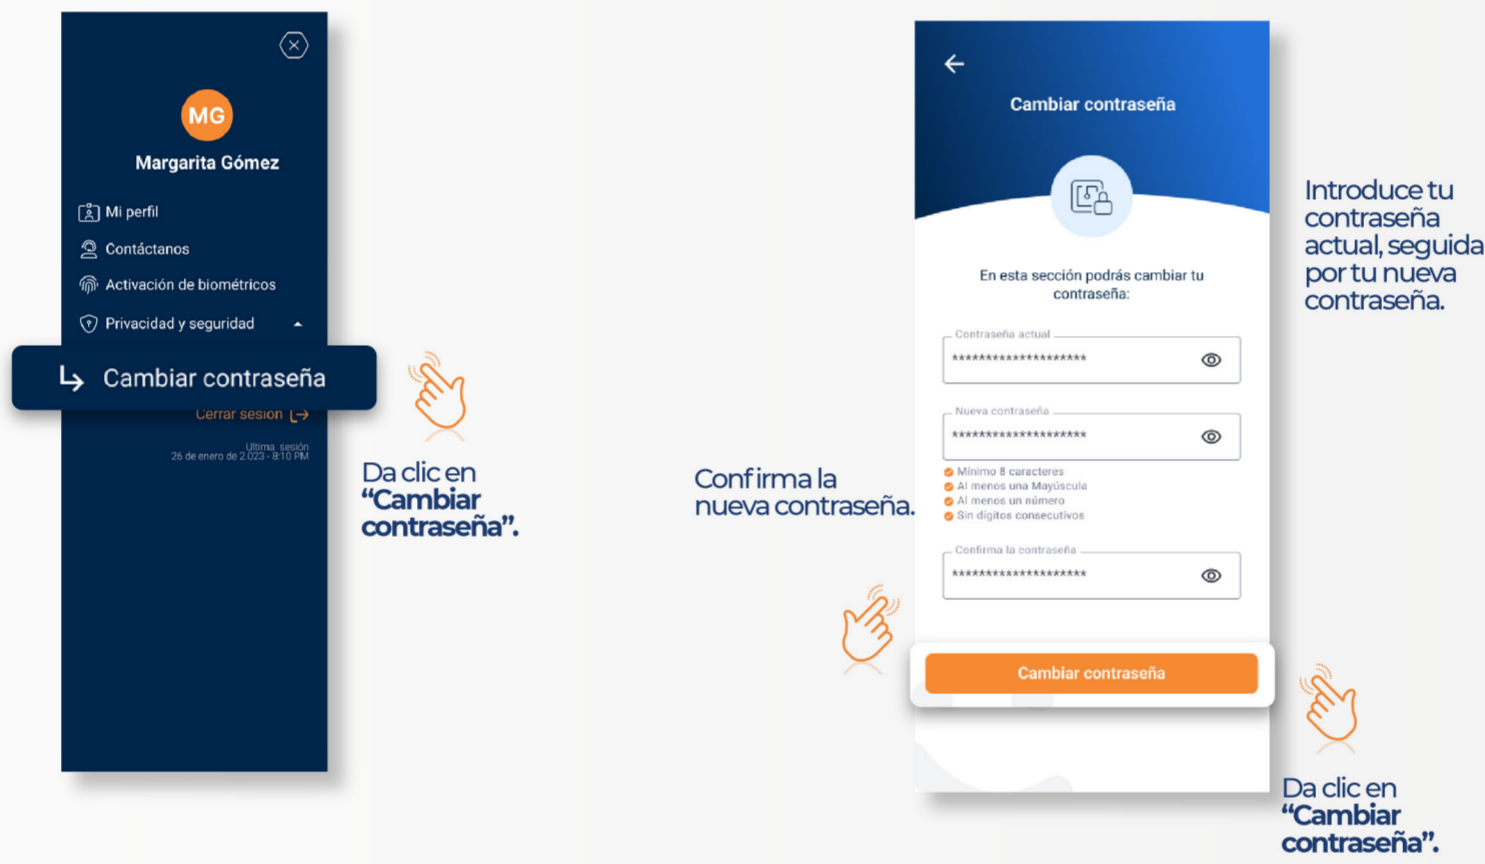 MG
Margarita Gómez
Mi perfil
Contáctanos
Activación de biométricos
Privacidad y seguridad
Cambiar contraseña
Cerrar sesión
Ultima sesión
26 de enero de 2.023 - 8:10 PM
Da clic en
“Cambiar
contraseña”.
Cambiar contraseña
En esta sección podrás cambiar tu
contraseña:
Contraseña actual
********************
Nueva contraseña
********************
Mínimo 8 caracteres
Al menos una Mayúscula
Al menos un número
Sin dígitos consecutivos
Confirma la contraseña
********************
Cambiar contraseña
Introduce tu
contraseña
actual, seguida
por tu nueva
contraseña.
Confirma la
nueva contraseña.
Da clic en
“Cambiar
contraseña”.